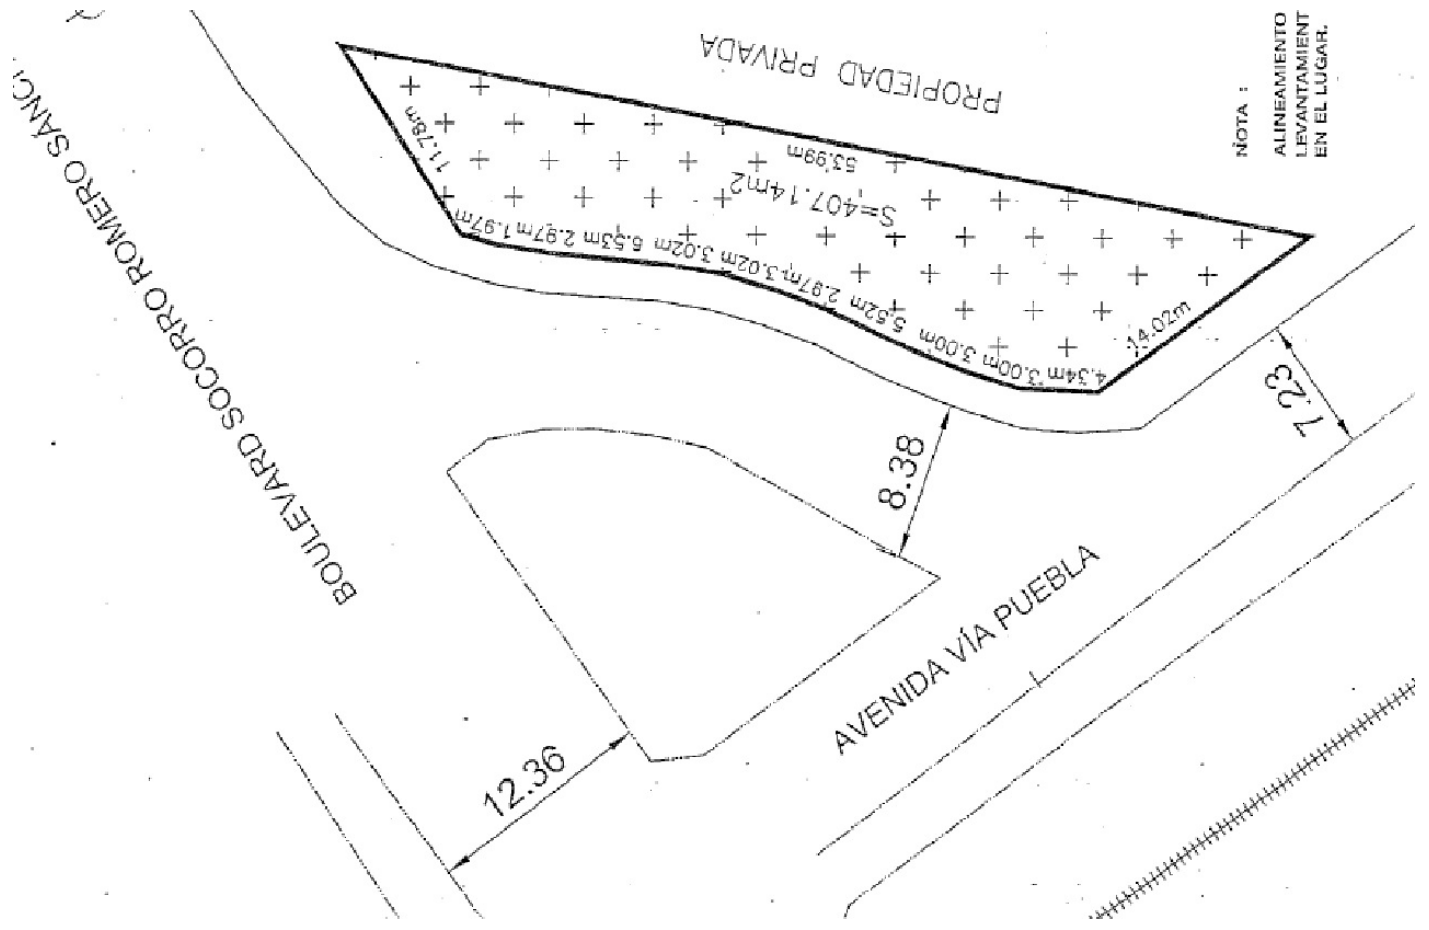 PROPIEDAD PRIVADA
NOTA :
ALINEAMIENTO
LEVANTAMIENT
EN EL LUGAR.
BOULEVARD SOCORRO ROMERO SÁNC
11.78m
53.99m
S=407.14m2
1.97m
2.97m
6.53m
3.02m
3.02m
2.97m
5.52m
3.00m
3.00m
4.34m
14.02m
7.23
8.38
12.36
AVENIDA VÍA PUEBLA